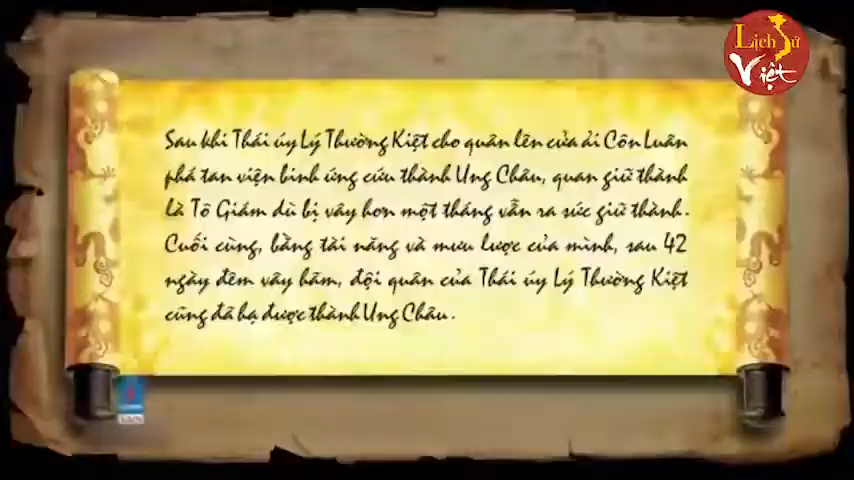 Lịch Sử
Việt
Sau khi Thái úy Lý Thường Kiệt cho quân lên cửa ải Côn Luân
phá tan viện binh ứng cứu thành Ung Châu, quan giữ thành
là Tô Giám dù bị vây hơn một tháng vẫn ra sức giữ thành.
Cuối cùng, bằng tài năng và mưu lược của mình, sau 42
ngày đêm vây hãm, đội quân của Thái úy Lý Thường Kiệt
cũng đã hạ được thành Ung Châu.